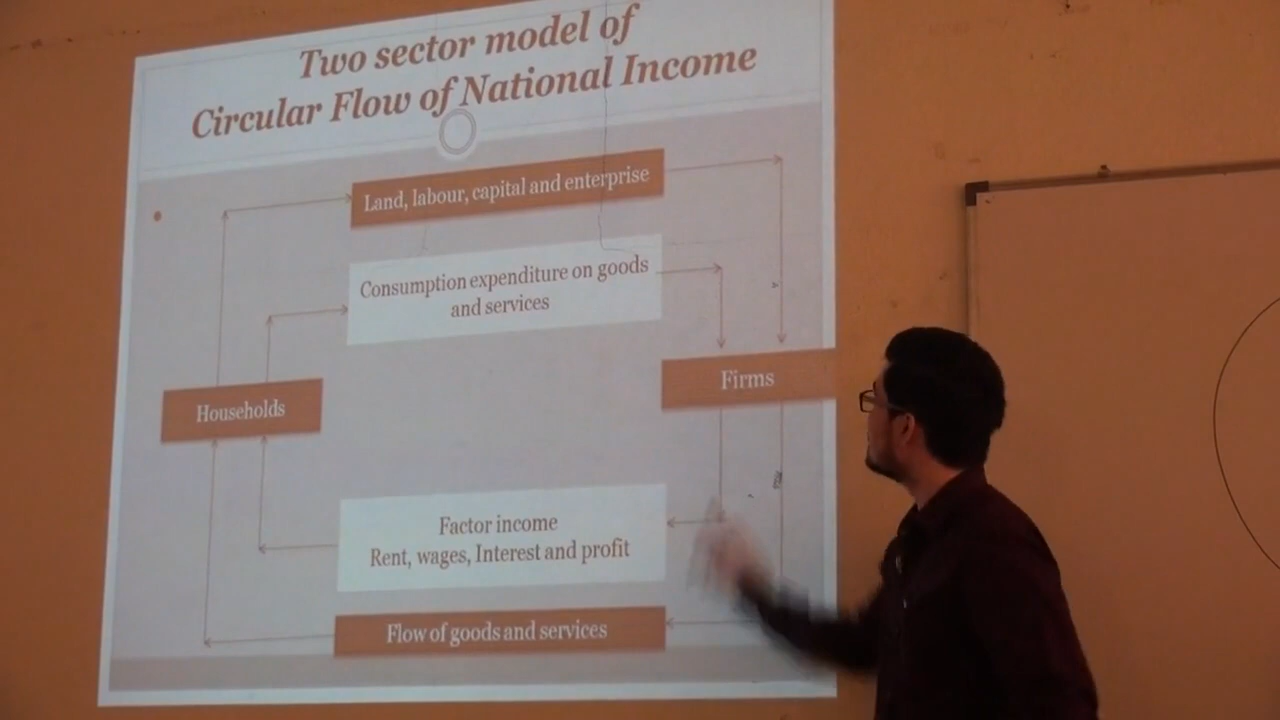 Two sector model of
Circular Flow of National Income
Land, labour, capital and enterprise
Consumption expenditure on goods
and services
Firms
Households
Factor income
Rent, wages, Interest and profit
Flow of goods and services